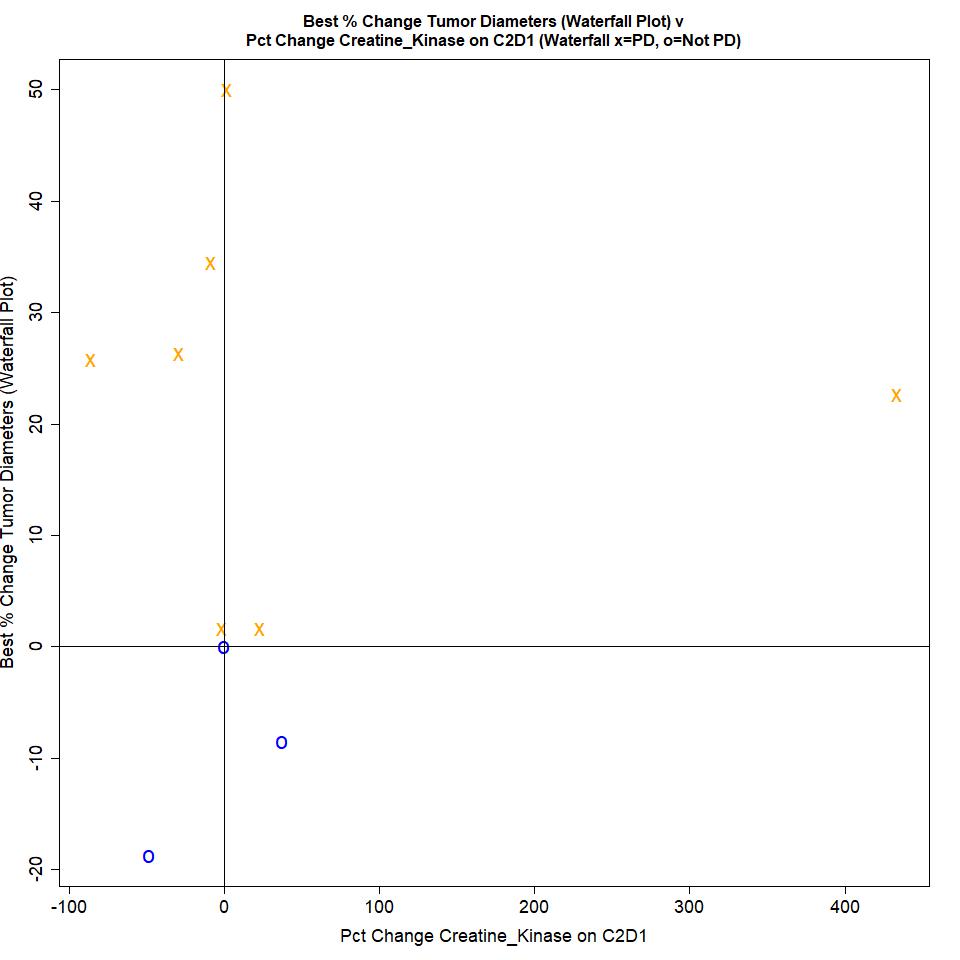 Best % Change Tumor Diameters (Waterfall Plot) v
Pct Change Creatine_Kinase on C2D1 (Waterfall x=PD, o=Not PD)
Best % Change Tumor Diameters (Waterfall Plot)
50
40
30
20
10
0
-10
-20
X
X
X
X
X
X
X
O
O
O
-100
0
100
200
300
400
Pct Change Creatine_Kinase on C2D1